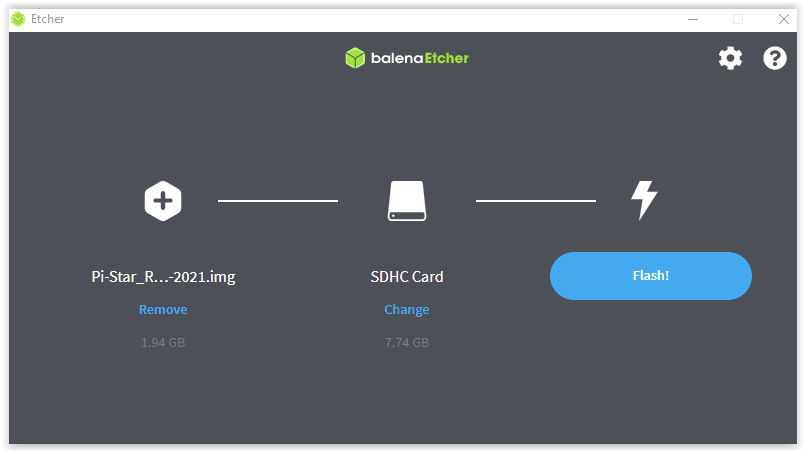 Etcher
balenaEtcher
Pi-Star_R...-2021.img
SDHC Card
Flash!
Remove
Change
1.94 GB
7.74 GB